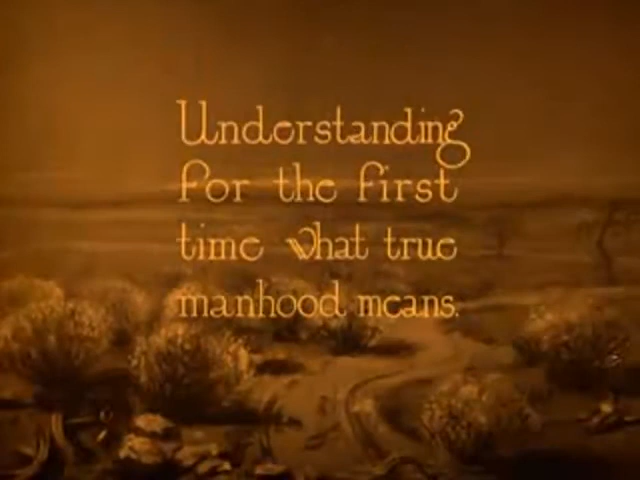 Understanding
for the first
time what true
manhood means.